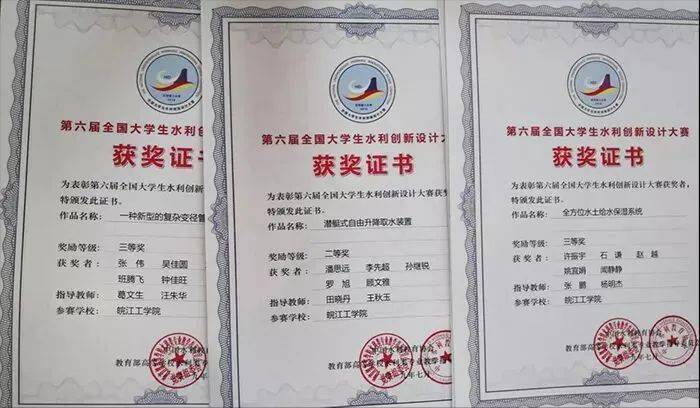 第六届全国大学生水利创
获奖证书
为表彰第六届全国大学生水利创新设
特颁发此证书。
作品名称： 一种新型的复杂变径管
奖励等级： 三等奖
获奖者： 张伟 吴佳圆
班腾飞 钟佳旺
指导教师： 葛文生 汪朱华
参赛学校： 皖江工学院
第六届全国大学生水利创新设计大
获奖证书
为表彰第六届全国大学生水利创新设计大赛获奖
特颁发此证书。
作品名称： 潜艇式自由升降取水装置
奖励等级： 二等奖
获奖者： 潘思远 李先超 孙继锐
罗旭 顾文雅
指导教师： 田晓丹 王秋玉
参赛学校： 皖江工学院
第六届全国大学生水利创新设计大赛
获奖证书
为表彰第六届全国大学生水利创新设计大赛获奖者，
特颁发此证书。
作品名称： 全方位水土给水保湿系统
奖励等级： 三等奖
获奖者： 许振宇 石谦 赵越
姚宜娟 闻静静
指导教师： 张鹏 杨明杰
参赛学校： 皖江工学院